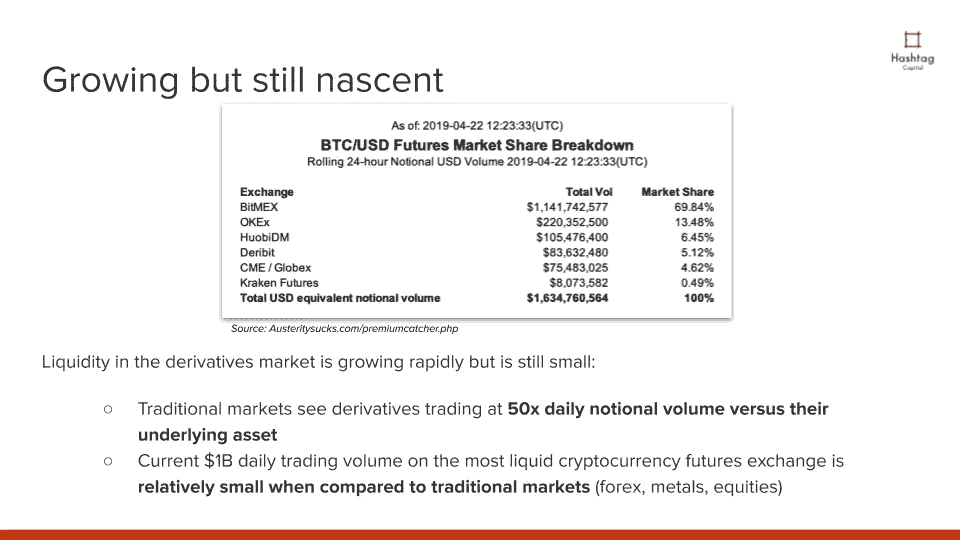 Hashtag
Capital
Growing but still nascent
As of: 2019-04-22 12:23:33(UTC)
BTC/USD Futures Market Share Breakdown
Rolling 24-hour Notional USD Volume 2019-04-22 12:23:33(UTC)
Exchange Total Vol Market Share
BitMEX $1,141,742,577 69.84%
OKEx $220,352,500 13.48%
HuobiDM $105,476,400 6.45%
Deribit $83,632,480 5.12%
CME / Globex $75,483,025 4.62%
Kraken Futures $8,073,582 0.49%
Total USD equivalent notional volume $1,634,760,564 100%
Source: Austeritysucks.com/premiumcatcher.php
Liquidity in the derivatives market is growing rapidly but is still small:
○ Traditional markets see derivatives trading at 50x daily notional volume versus their
underlying asset
○ Current $1B daily trading volume on the most liquid cryptocurrency futures exchange is
relatively small when compared to traditional markets (forex, metals, equities)